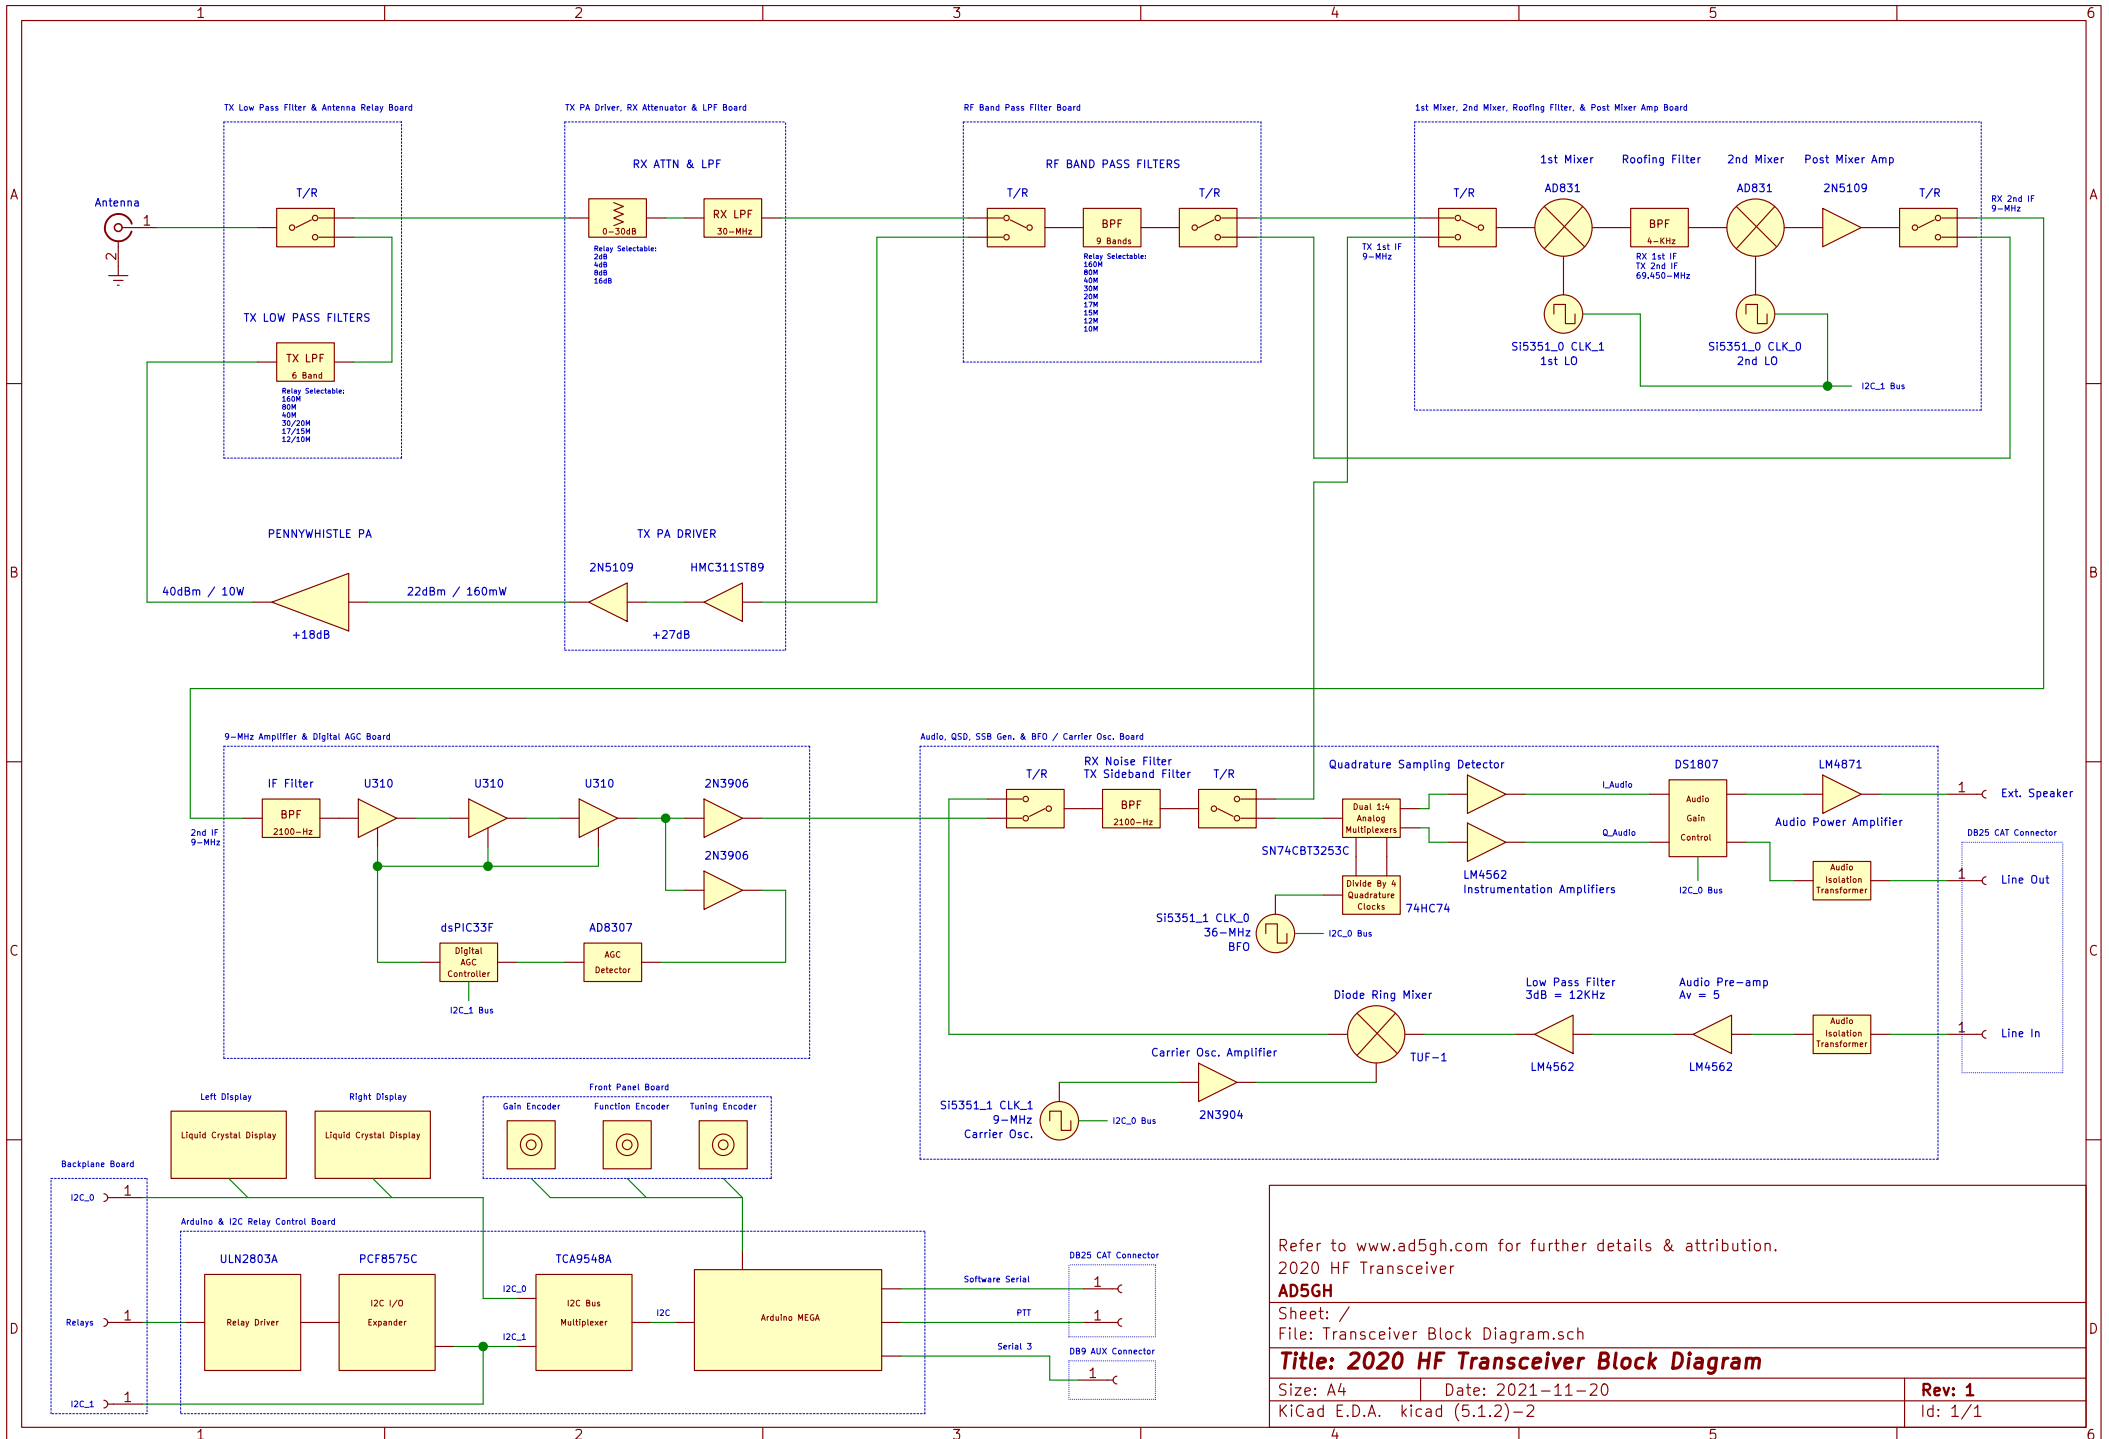 1 2 3 4 5 6
TX Low Pass Filter & Antenna Relay Board
TX PA Driver, RX Attenuator & LPF Board
RF Band Pass Filter Board
1st Mixer, 2nd Mixer, Roofing Filter, & Post Mixer Amp Board
A
A
Antenna
1
2
T/R
TX LOW PASS FILTERS
TX LPF
6 Band
Relay Selectable:
160M
80M
40M
30/20M
17/15M
12/10M
RX ATTN & LPF
0-30dB
RX LPF
30-MHz
Relay Selectable:
2dB
4dB
8dB
16dB
RF BAND PASS FILTERS
T/R
T/R
BPF
9 Bands
Relay Selectable:
160M
80M
40M
30M
20M
17M
15M
12M
10M
1st Mixer
Roofing Filter
2nd Mixer
Post Mixer Amp
T/R
AD831
AD831
2N5109
T/R
BPF
4-KHz
RX 1st IF
TX 2nd IF
69.450-MHz
TX 1st IF
9-MHz
RX 2nd IF
9-MHz
Si5351_0 CLK_1
1st LO
Si5351_0 CLK_0
2nd LO
I2C_1 Bus
B
B
PENNYWHISTLE PA
40dBm / 10W
22dBm / 160mW
+18dB
TX PA DRIVER
2N5109
HMC311ST89
+27dB
9-MHz Amplifier & Digital AGC Board
IF Filter
U310
U310
U310
2N3906
BPF
2100-Hz
2nd IF
9-MHz
2N3906
dsPIC33F
AD8307
Digital
AGC
Controller
AGC
Detector
I2C_1 Bus
Audio, QSD, SSB Gen. & BFO / Carrier Osc. Board
T/R
RX Noise Filter
TX Sideband Filter
T/R
BPF
2100-Hz
Quadrature Sampling Detector
Dual 1:4
Analog
Multiplexers
SN74CBT3253C
Divide By 4
Quadrature
Clocks
74HC74
LM4562
Instrumentation Amplifiers
I_Audio
Q_Audio
DS1807
Audio
Gain
Control
I2C_0 Bus
LM4871
Audio Power Amplifier
Audio
Isolation
Transformer
1
Ext. Speaker
DB25 CAT Connector
1
Line Out
1
Line In
Si5351_1 CLK_0
36-MHz
BFO
I2C_0 Bus
Diode Ring Mixer
TUF-1
Low Pass Filter
3dB = 12KHz
LM4562
Audio Pre-amp
Av = 5
LM4562
Audio
Isolation
Transformer
Carrier Osc. Amplifier
2N3904
Si5351_1 CLK_1
9-MHz
Carrier Osc.
I2C_0 Bus
C
C
Left Display
Liquid Crystal Display
Right Display
Liquid Crystal Display
Front Panel Board
Gain Encoder
Function Encoder
Tuning Encoder
Backplane Board
I2C_0
1
Relays
1
I2C_1
1
Arduino & I2C Relay Control Board
ULN2803A
Relay Driver
PCF8575C
I2C I/O
Expander
TCA9548A
I2C Bus
Multiplexer
I2C_0
I2C_1
I2C
Arduino MEGA
Software Serial
PTT
Serial 3
DB25 CAT Connector
1
1
DB9 AUX Connector
1
D
D
Refer to www.ad5gh.com for further details & attribution.
2020 HF Transceiver
AD5GH
Sheet: /
File: Transceiver Block Diagram.sch
Title: 2020 HF Transceiver Block Diagram
Size: A4
Date: 2021-11-20
Rev: 1
KiCad E.D.A. kicad (5.1.2)-2
Id: 1/1
1 2 3 4 5 6